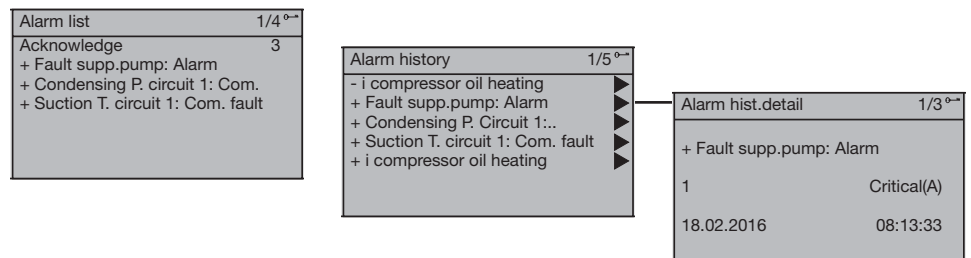 Alarm list 1/4
Acknowledge 3
+ Fault supp.pump: Alarm
+ Condensing P. circuit 1: Com.
+ Suction T. circuit 1: Com. fault
Alarm history 1/5
- i compressor oil heating
+ Fault supp.pump: Alarm
+ Condensing P. Circuit 1:..
+ Suction T. circuit 1: Com. fault
+ i compressor oil heating
Alarm hist.detail 1/3
+ Fault supp.pump: Alarm
1 Critical(A)
18.02.2016 08:13:33